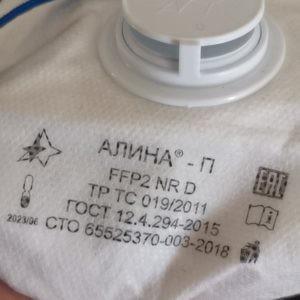 АЛИНА® - П
FFP2 NR D
ТР ТС 019/2011
ГОСТ 12.4.294-2015
СТО 65525370-003-2018
2023/06
EAC